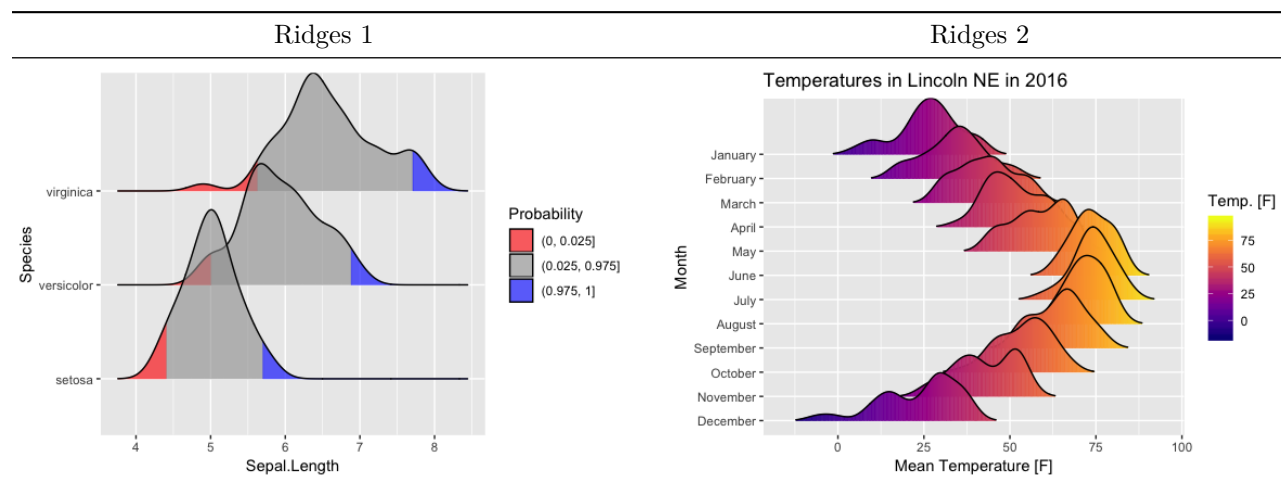 Ridges 1
Ridges 2
virginica
versicolor
setosa
Species
4 5 6 7 8
Sepal.Length
Probability
(0, 0.025]
(0.025, 0.975]
(0.975, 1]
Temperatures in Lincoln NE in 2016
January
February
March
April
May
June
July
August
September
October
November
December
Month
0 25 50 75 100
Mean Temperature [F]
Temp. [F]
75
50
25
0